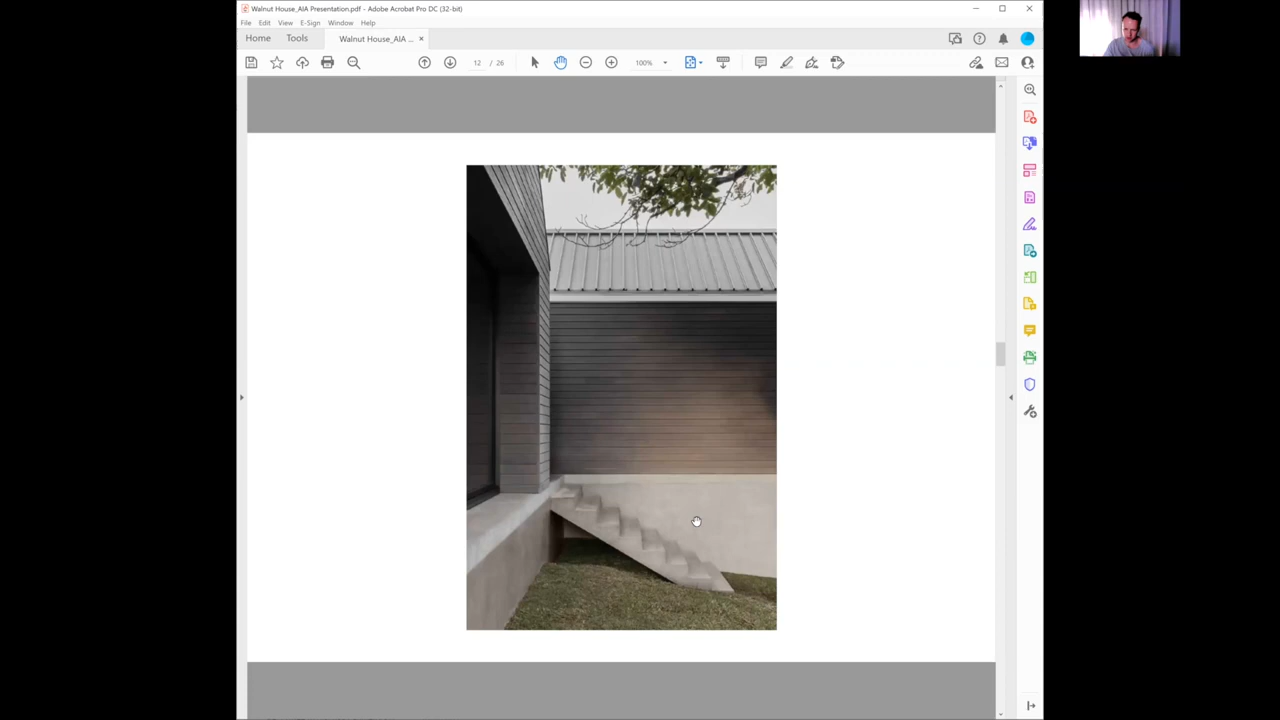 Walnut House_AIA Presentation.pdf - Adobe Acrobat Pro DC (32-bit)
File Edit View E-Sign Window Help
Home Tools Walnut House_AIA ...
12 / 26 100%